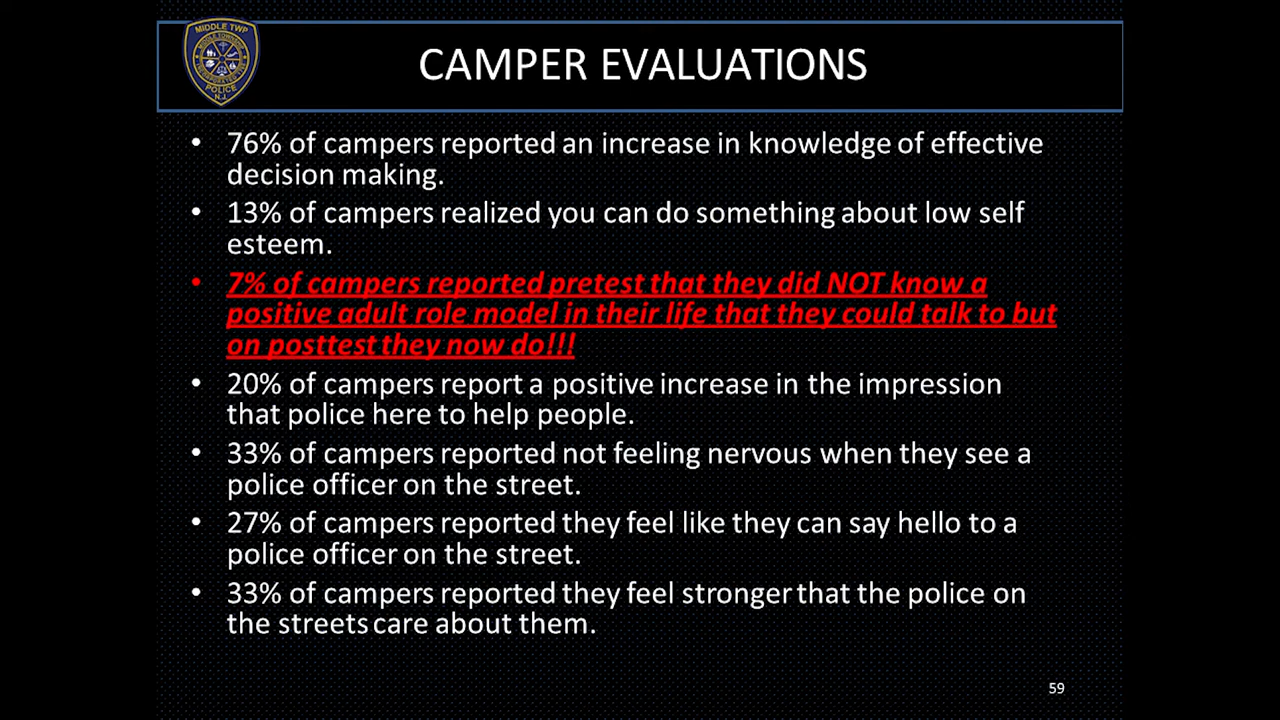 MIDDLE TWP
MIDDLE TOWNSHIP
POLICE
N.J.
CAMPER EVALUATIONS
• 76% of campers reported an increase in knowledge of effective
decision making.
• 13% of campers realized you can do something about low self
esteem.
• 7% of campers reported pretest that they did NOT know a
positive adult role model in their life that they could talk to but
on posttest they now do!!!
• 20% of campers report a positive increase in the impression
that police here to help people.
• 33% of campers reported not feeling nervous when they see a
police officer on the street.
• 27% of campers reported they feel like they can say hello to a
police officer on the street.
• 33% of campers reported they feel stronger that the police on
the streets care about them.
59